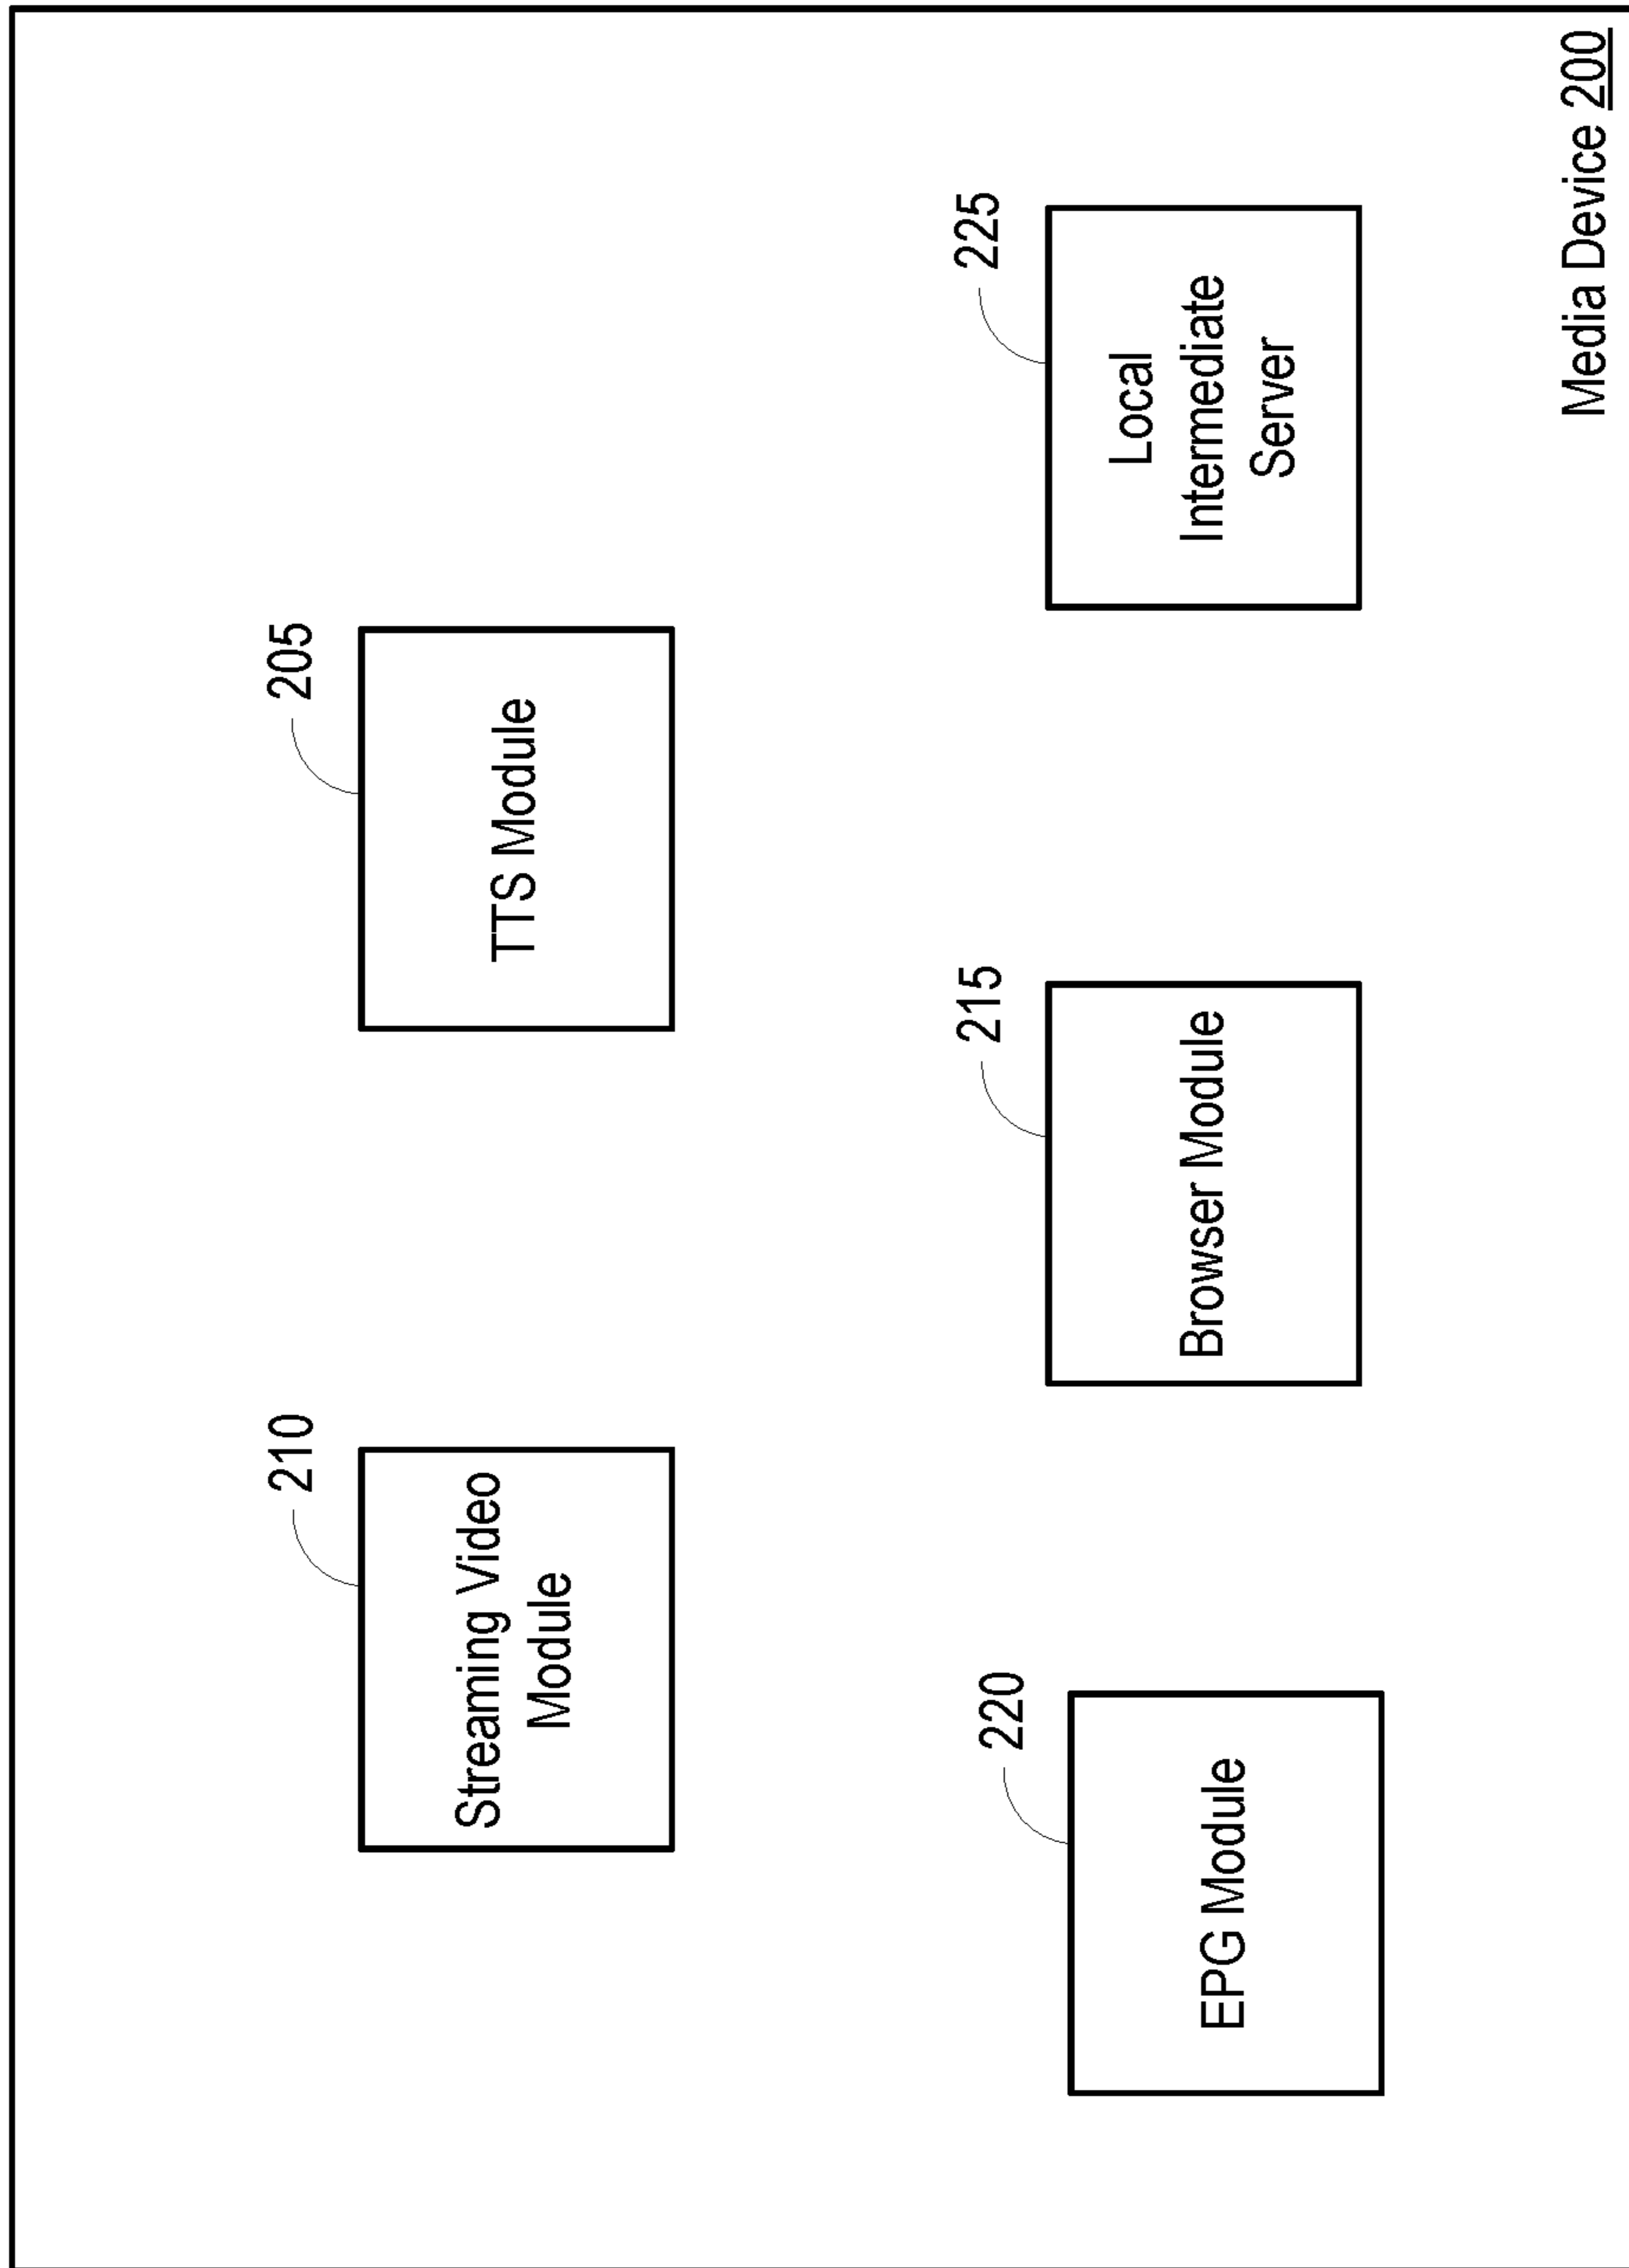 210
Streaming Video
Module
205
TTS Module
220
EPG Module
215
Browser Module
225
Local
Intermediate
Server
Media Device 200